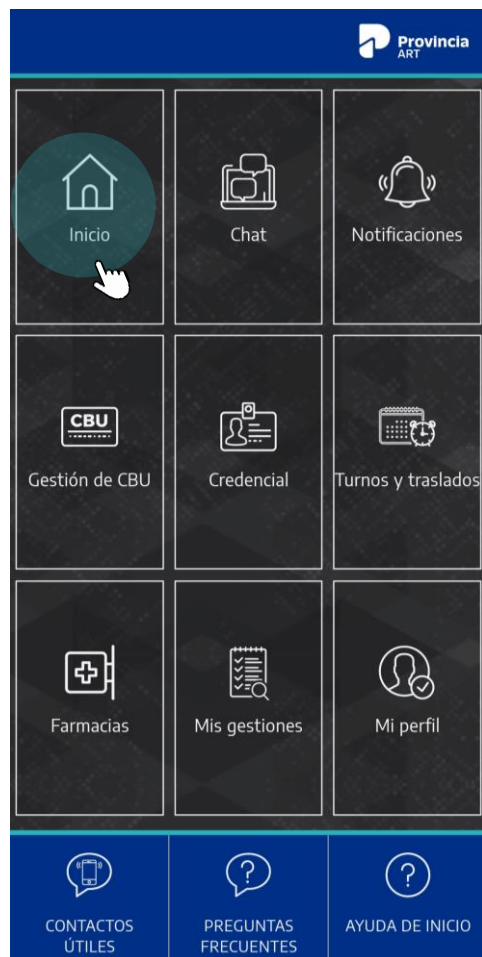 Provincia
ART
Inicio
Chat
Notificaciones
CBU
Gestión de CBU
Credencial
Turnos y traslados
Farmacias
Mis gestiones
Mi perfil
CONTACTOS
ÚTILES
PREGUNTAS
FRECUENTES
AYUDA DE INICIO